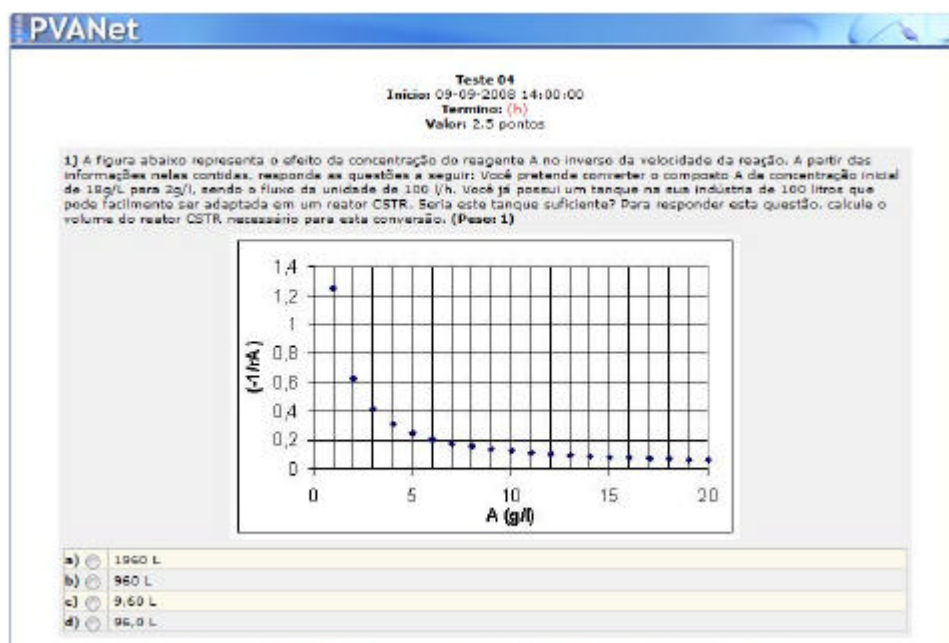 PVANet
Teste 04
Início: 09-09-2008 14:00:00
Termino: (h)
Valor: 2.5 pontos
1) A figura abaixo representa o efeito da concentração do reagente A no inverso da velocidade da reação. A partir das
informações nelas contidas, responda as questões a seguir: Você pretende converter o composto A da concentração inicial
de 18g/L para 2g/l, sendo o fluxo da unidade de 100 l/h. Você já possui um tanque na sua indústria de 100 litros que
pode facilmente ser adaptada em um reator CSTR. Seria este tanque suficiente? Para responder esta questão, calcule o
volume do reator CSTR necessário para esta conversão. (Peso: 1)
1,4
1,2
1
0,8
0,6
0,4
0,2
0
(-1/rA)
0 5 10 15 20
A (g/l)
a) 1960 L
b) 960 L
c) 9,60 L
d) 96,0 L